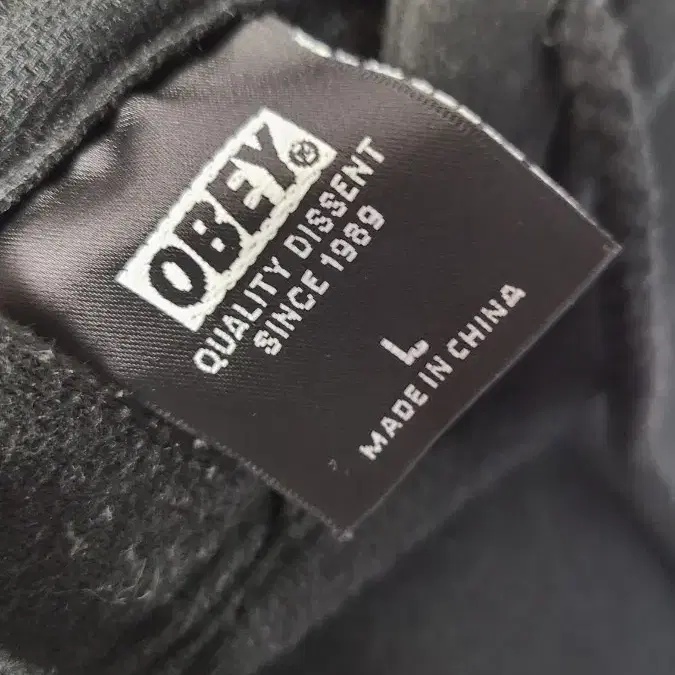 OBEY®
QUALITY DISSENT
SINCE 1989
L
MADE IN CHINA